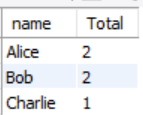 name Total
Alice 2
Bob 2
Charlie 1